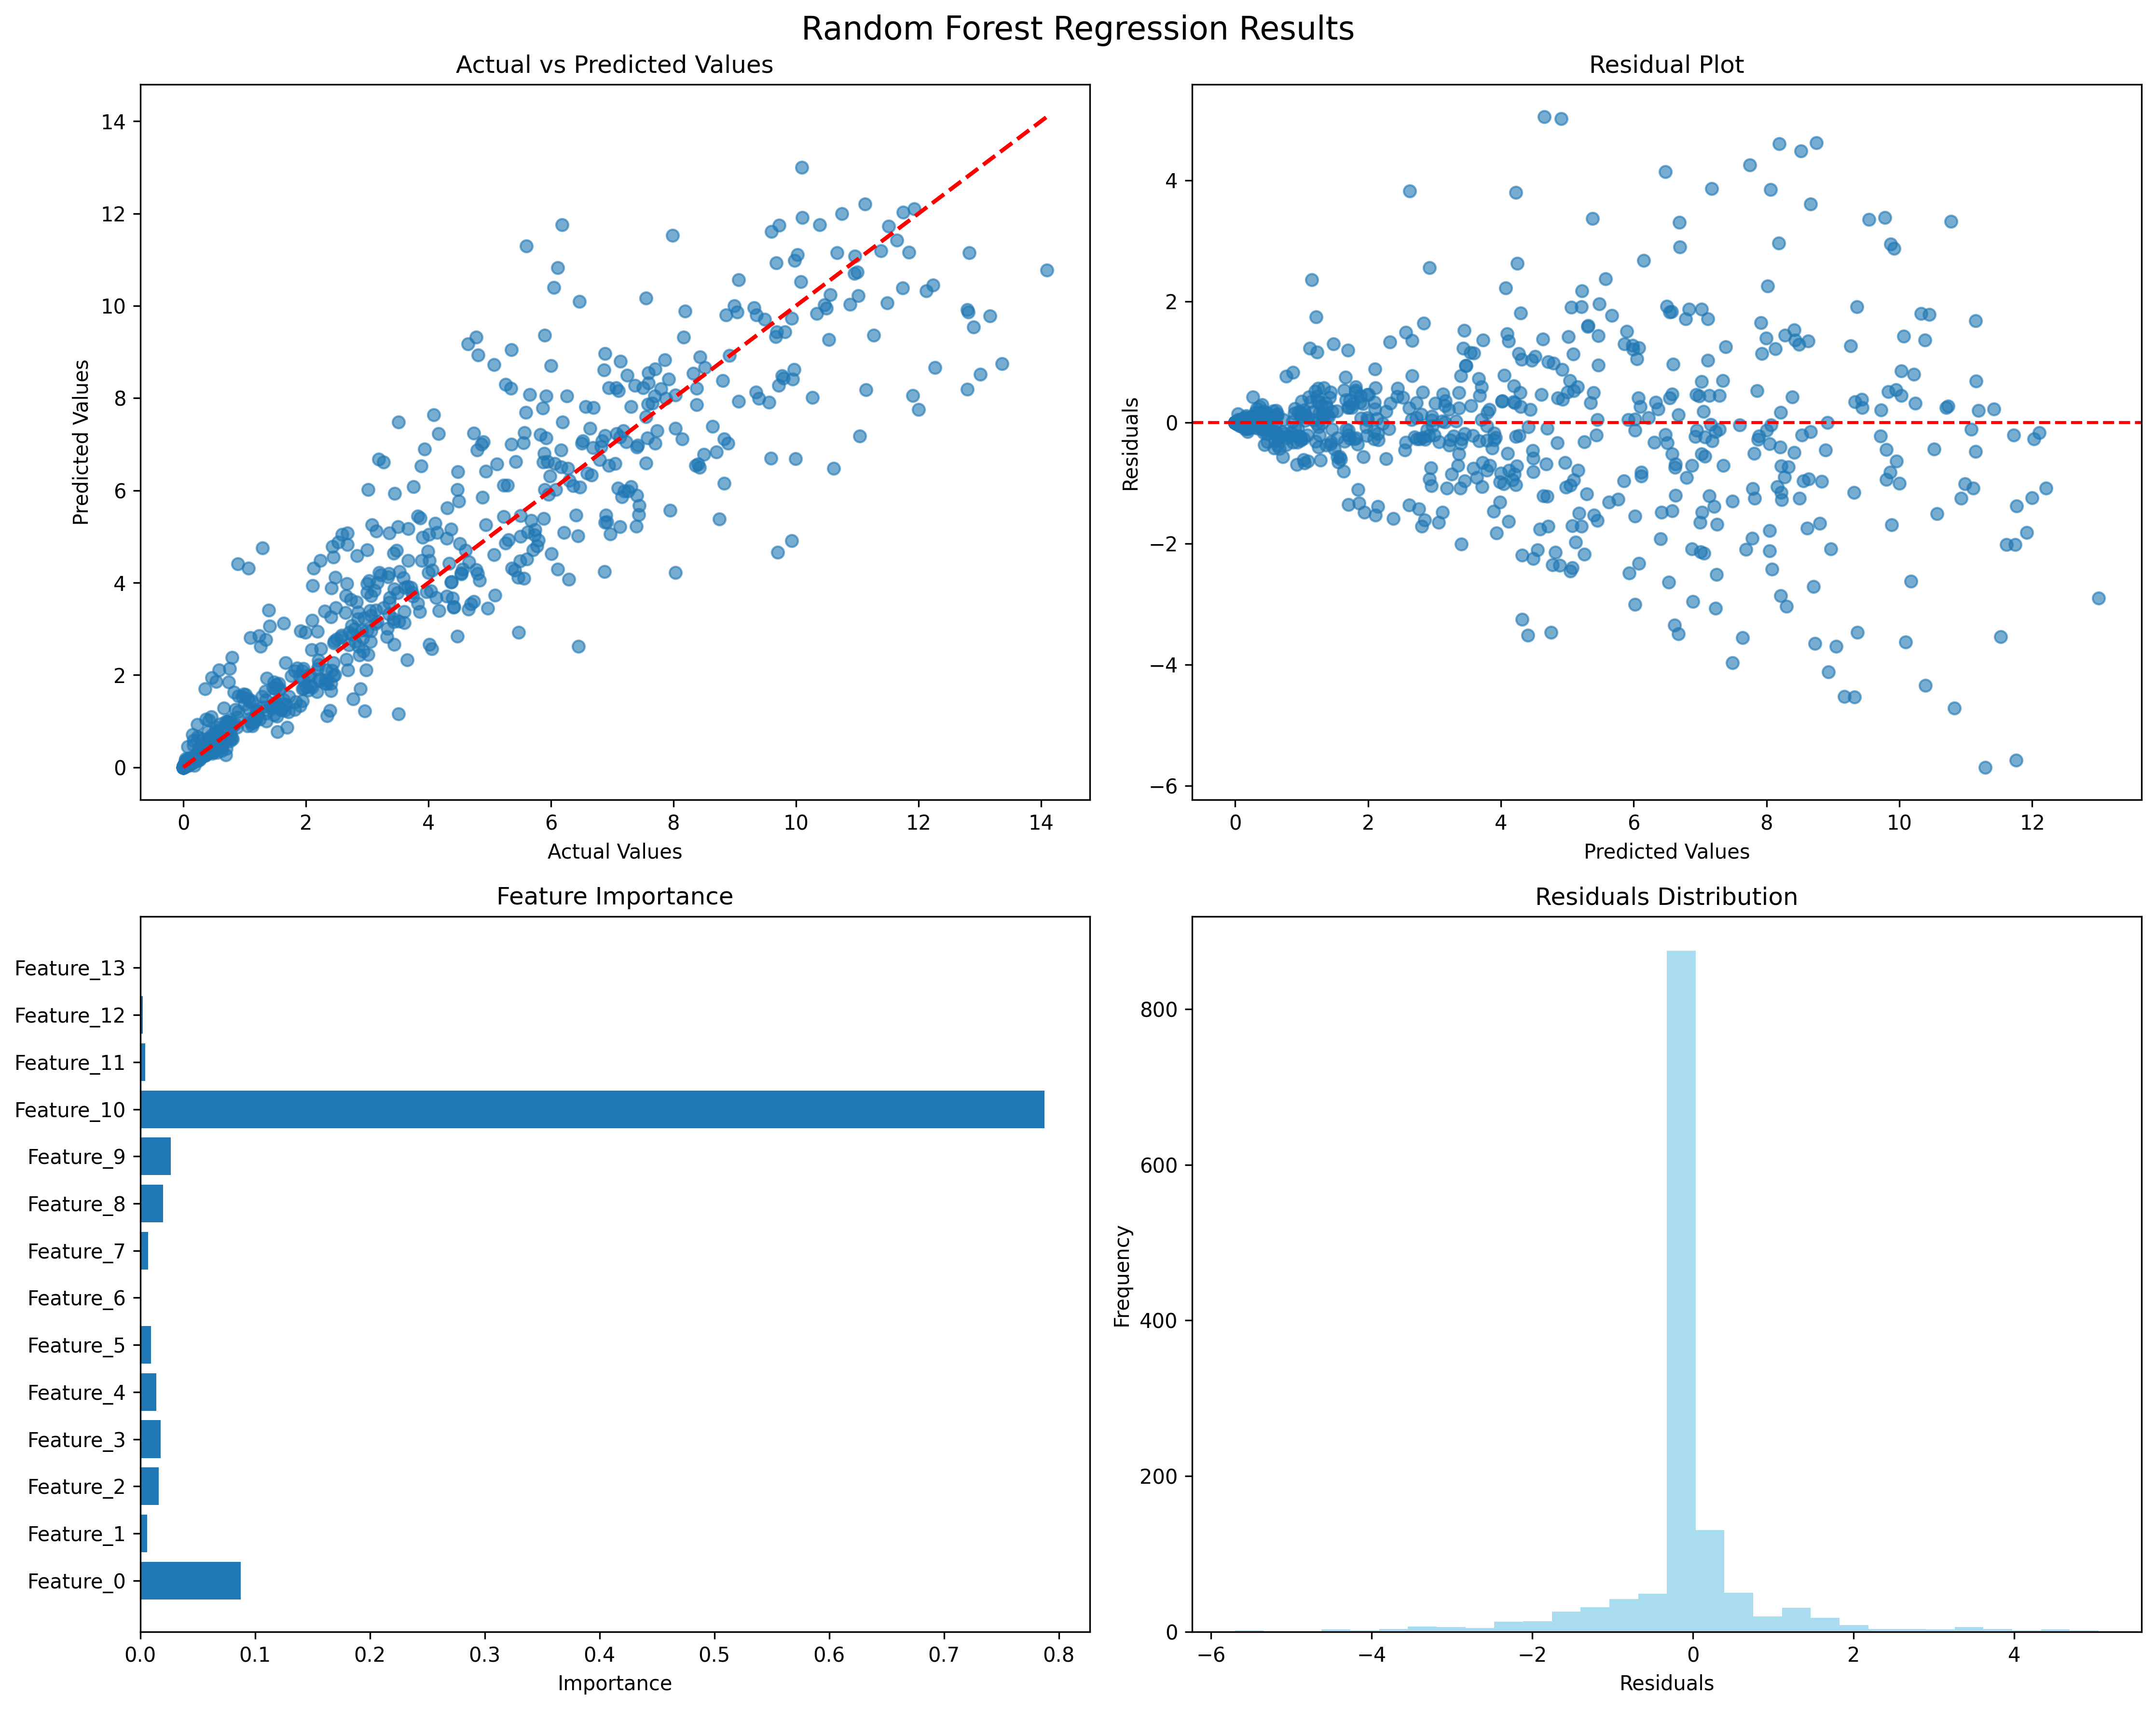 Random Forest Regression Results
Actual vs Predicted Values
14
12
10
8
6
4
2
0
Predicted Values
0 2 4 6 8 10 12 14
Actual Values
Residual Plot
4
2
0
−2
−4
−6
Residuals
0 2 4 6 8 10 12
Predicted Values
Feature Importance
Feature_13
Feature_12
Feature_11
Feature_10
Feature_9
Feature_8
Feature_7
Feature_6
Feature_5
Feature_4
Feature_3
Feature_2
Feature_1
Feature_0
0.0 0.1 0.2 0.3 0.4 0.5 0.6 0.7 0.8
Importance
Residuals Distribution
800
600
400
200
0
Frequency
−6 −4 −2 0 2 4
Residuals